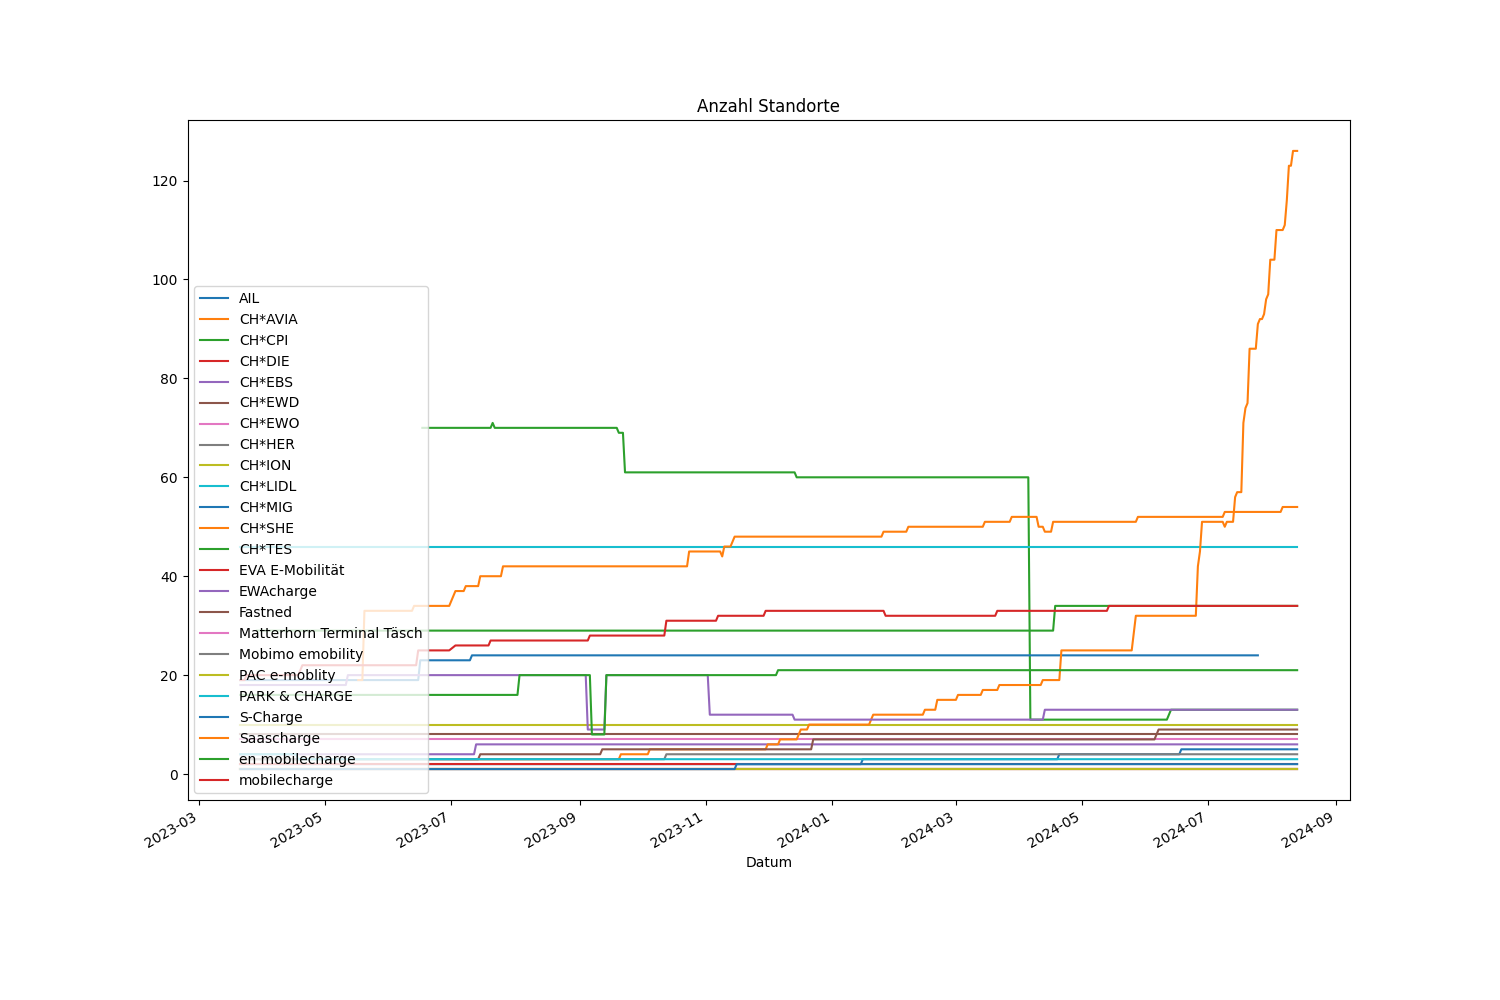 Anzahl Standorte
120
100
80
60
40
20
0
AIL
CH*AVIA
CH*CPI
CH*DIE
CH*EBS
CH*EWD
CH*EWO
CH*HER
CH*ION
CH*LIDL
CH*MIG
CH*SHE
CH*TES
EVA E-Mobilität
EWAcharge
Fastned
Matterhorn Terminal Täsch
Mobimo emobility
PAC e-moblity
PARK & CHARGE
S-Charge
Saascharge
en mobilecharge
mobilecharge
2023-03
2023-05
2023-07
2023-09
2023-11
2024-01
2024-03
2024-05
2024-07
2024-09
Datum